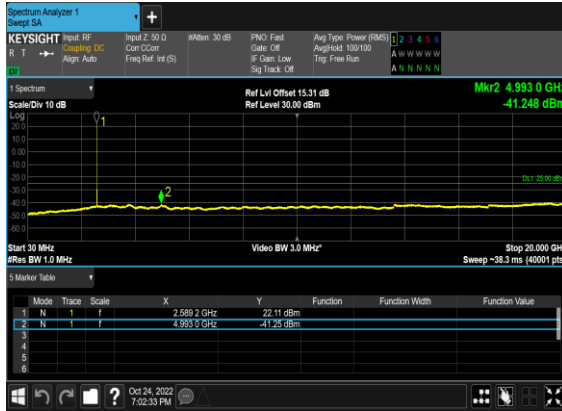 Spectrum Analyzer 1
Swept SA
+
KEYSIGHT
R T
LU
Input: RF
Coupling: DC
Align: Auto
Input Z: 50 Ω
Corr CCorr
Freq Ref: Int (S)
#Atten: 30 dB
PNO: Fast
Gate: Off
IF Gain: Low
Sig Track: Off
Avg Type: Power (RMS)
Avg|Hold: 100/100
Trig: Free Run
1 2 3 4 5 6
A W W W W W
A N N N N N
1 Spectrum
Scale/Div 10 dB
Ref Lvl Offset 15.31 dB
Ref Level 30.00 dBm
Mkr2 4.993 0 GHz
-41.248 dBm
Log
20.0
10.0
0.00
-10.0
-20.0
-30.0
-40.0
-50.0
-60.0
1
2
DL1 -25.00 dBm
Start 30 MHz
#Res BW 1.0 MHz
Video BW 3.0 MHz*
Stop 20.000 GHz
Sweep ~38.3 ms (40001 pts)
5 Marker Table
Mode Trace Scale X Y Function Function Width Function Value
1 N 1 f 2.589 2 GHz 22.11 dBm
2 N 1 f 4.993 0 GHz -41.25 dBm
3
4
5
6
?
Oct 24, 2022
7:02:33 PM